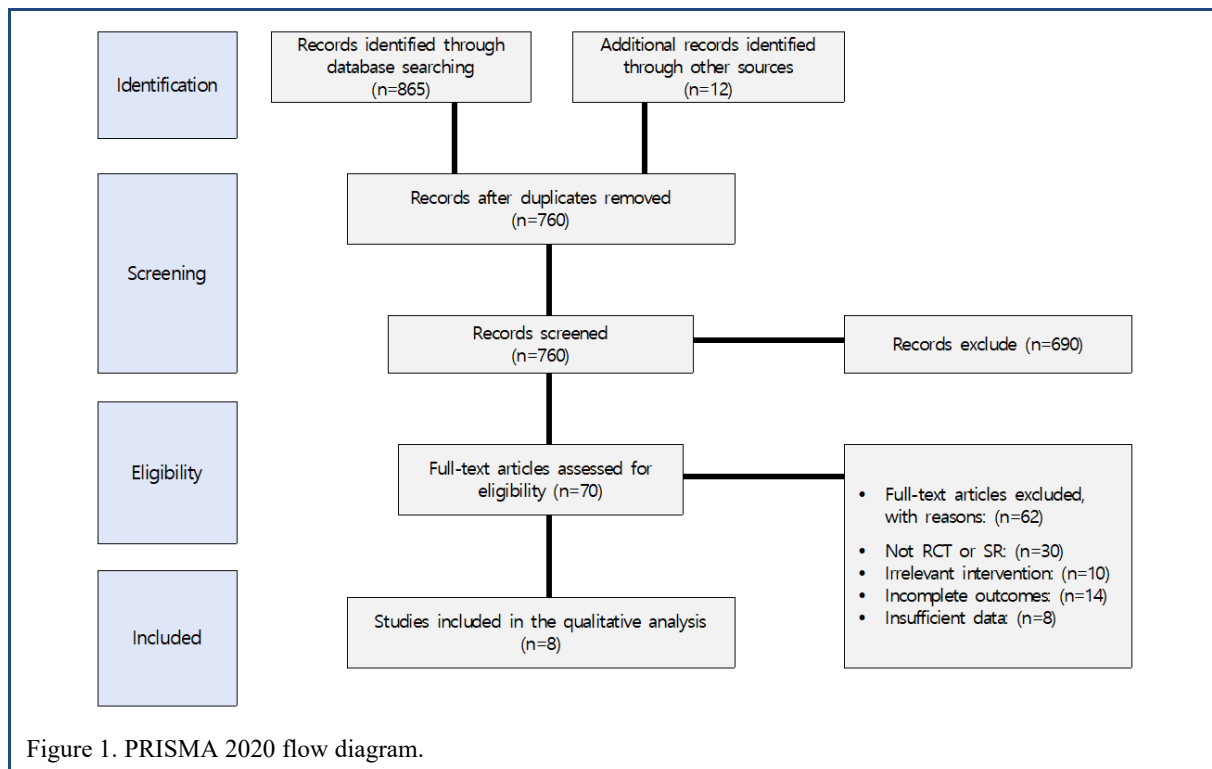 Identification
Records identified through
database searching
(n=865)
Additional records identified
through other sources
(n=12)
Screening
Records after duplicates removed
(n=760)
Records screened
(n=760)
Records exclude (n=690)
Eligibility
Full-text articles assessed for
eligibility (n=70)
• Full-text articles excluded,
with reasons: (n=62)
• Not RCT or SR: (n=30)
• Irrelevant intervention: (n=10)
• Incomplete outcomes: (n=14)
• Insufficient data: (n=8)
Included
Studies included in the qualitative analysis
(n=8)
Figure 1. PRISMA 2020 flow diagram.